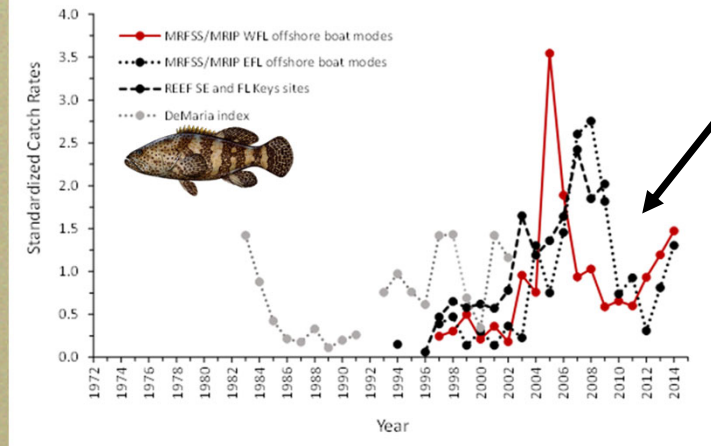 4.0
MRFSS/MRIP WFL offshore boat modes
3.5
MRFSS/MRIP EFL offshore boat modes
3.0
REEF SE and FL Keys sites
DeMaria index
2.5
2.0
1.5
1.0
0.5
0.0
Standardized Catch Rates
1972 1974 1976 1978 1980 1982 1984 1986 1988 1990 1992 1994 1996 1998 2000 2002 2004 2006 2008 2010 2012 2014
Year